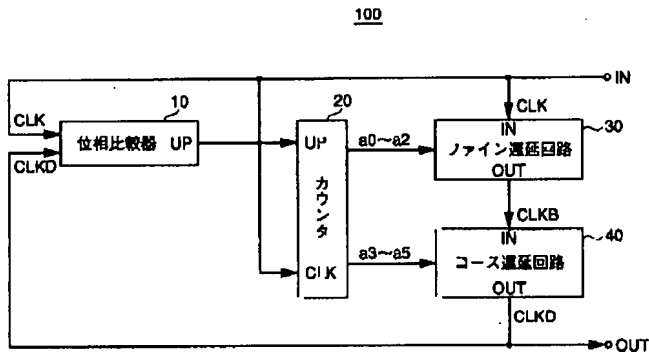 100
IN
10
CLK
位相比較器 UP
CLKD
20
UP
カウンタ
CLK
a0〜a2
a3〜a5
CLK
30
IN
ファイン遅延回路
OUT
CLKB
40
IN
コース遅延回路
OUT
CLKD
OUT